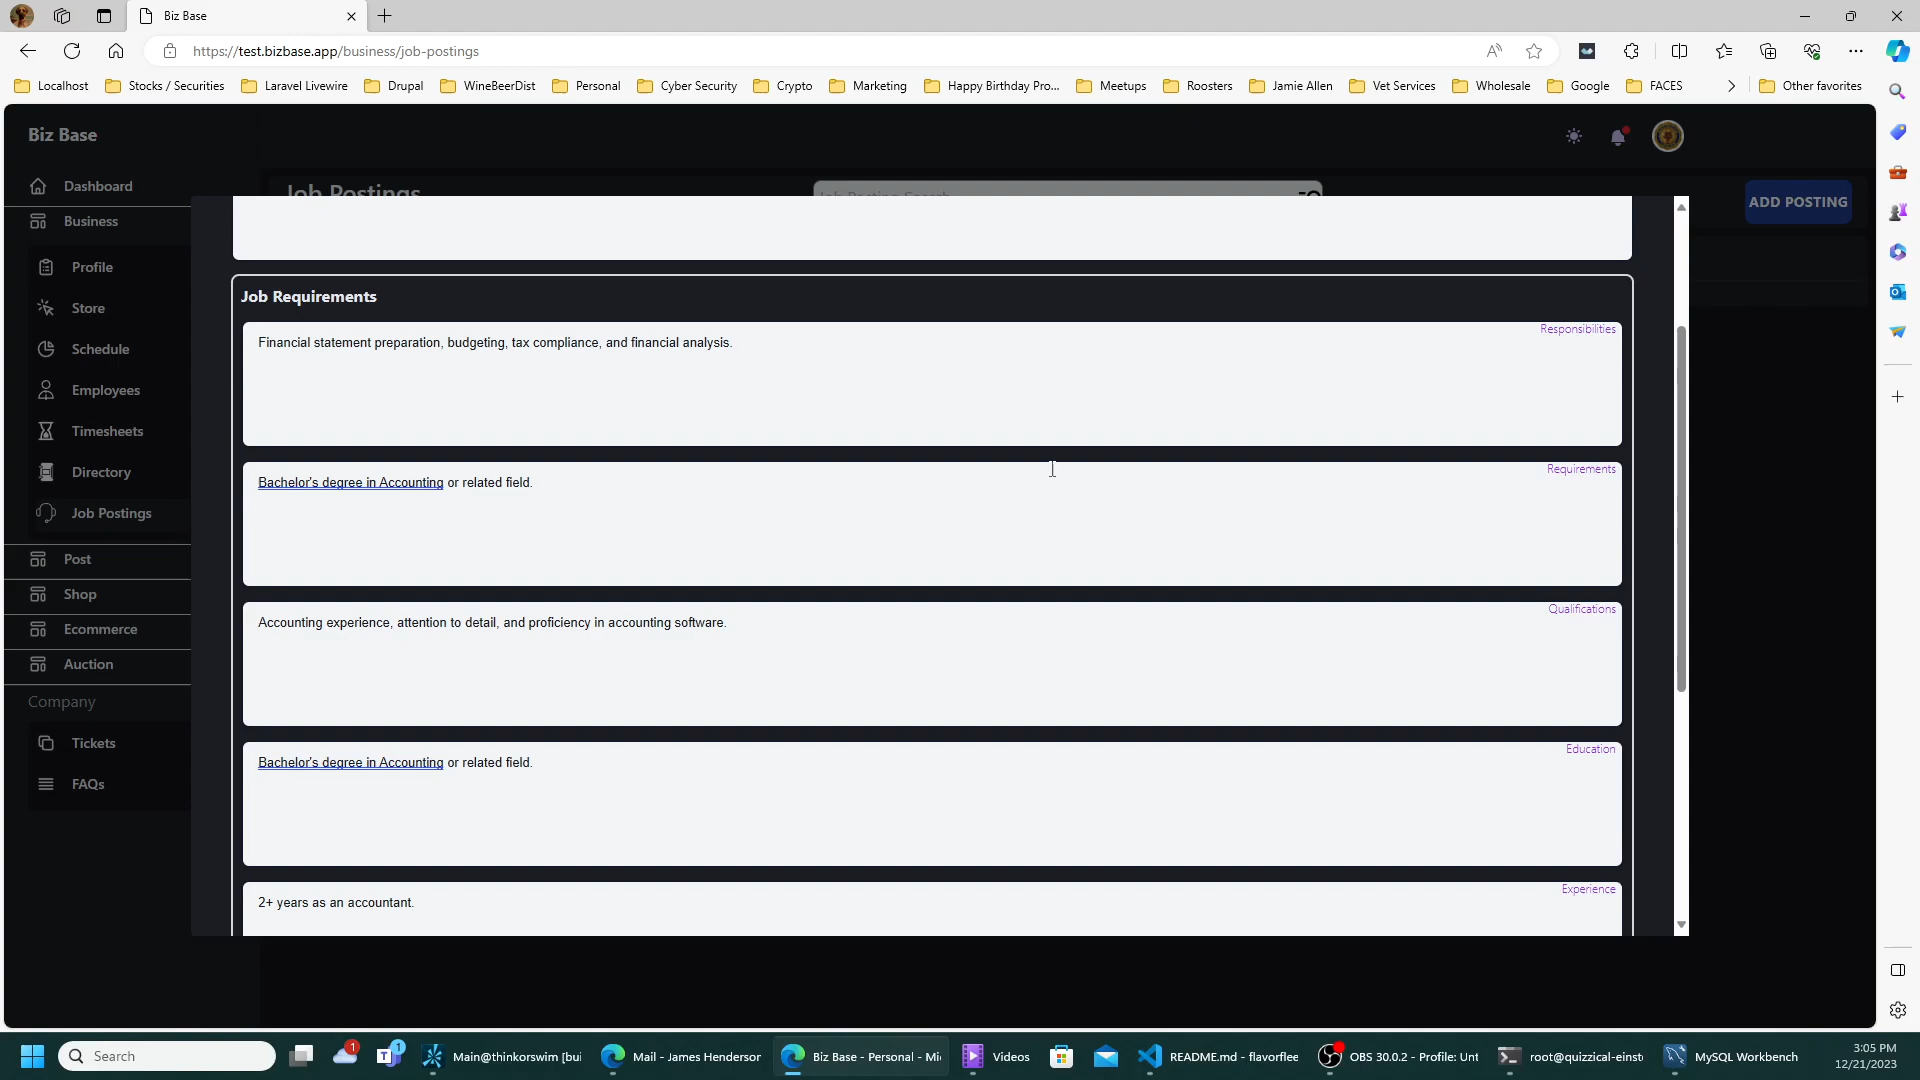 Biz Base
https://test.bizbase.app/business/job-postings
Localhost
Stocks / Securities
Laravel Livewire
Drupal
WineBeerDist
Personal
Cyber Security
Crypto
Marketing
Happy Birthday Pro...
Meetups
Roosters
Jamie Allen
Vet Services
Wholesale
Google
FACES
Other favorites
Biz Base
Dashboard
Business
Profile
Store
Schedule
Employees
Timesheets
Directory
Job Postings
Post
Shop
Ecommerce
Auction
Company
Tickets
FAQs
Job Postings
Job Posting Search
ADD POSTING
Job Requirements
Responsibilities
Financial statement preparation, budgeting, tax compliance, and financial analysis.
Requirements
Bachelor's degree in Accounting or related field.
Qualifications
Accounting experience, attention to detail, and proficiency in accounting software.
Education
Bachelor's degree in Accounting or related field.
Experience
2+ years as an accountant.
Search
1
1
Main@thinkorswim [bui
Mail - James Henderson
Biz Base - Personal - Mi
Videos
README.md - flavorflee
OBS 30.0.2 - Profile: Unt
root@quizzical-einst
MySQL Workbench
3:05 PM
12/21/2023